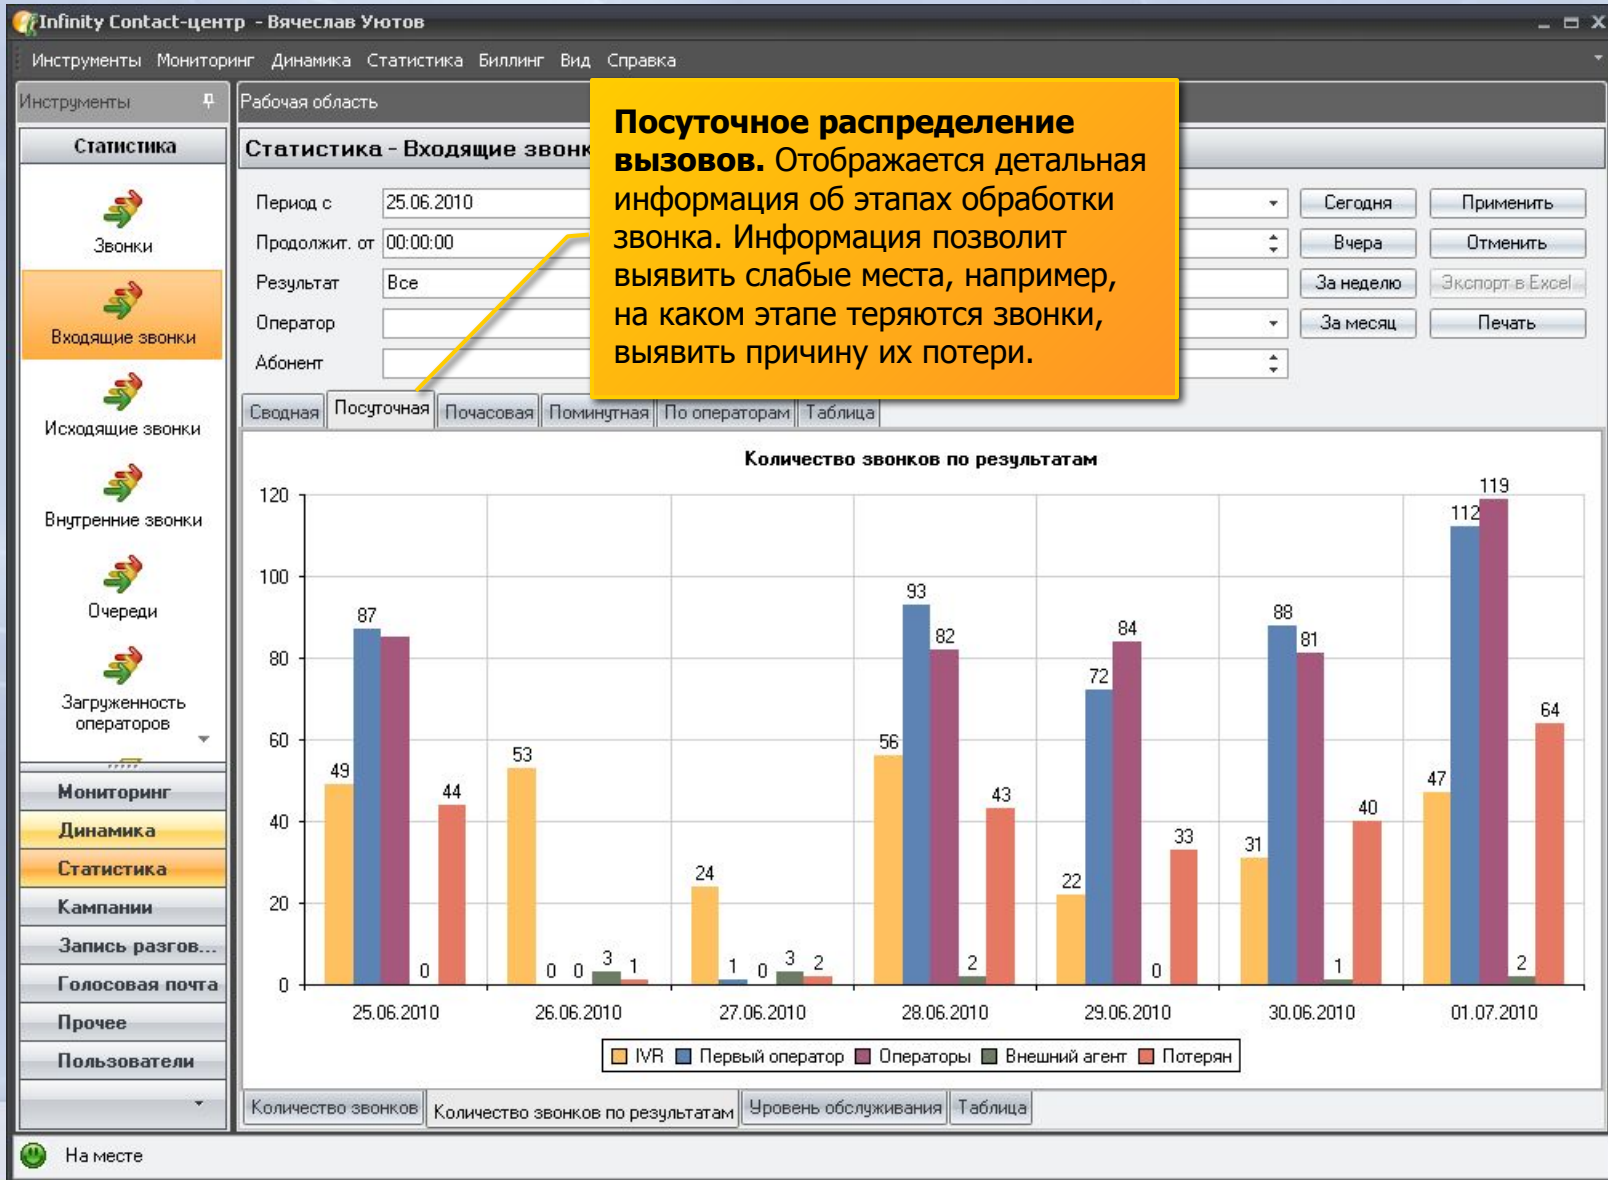 Infinity Contact-центр - Вячеслав Уютов
Инструменты Мониторинг Динамика Статистика Биллинг Вид Справка
Инструменты
Рабочая область
Статистика
Звонки
Входящие звонки
Исходящие звонки
Внутренние звонки
Очереди
Загруженность
операторов
Мониторинг
Динамика
Статистика
Кампании
Запись разгов...
Голосовая почта
Прочее
Пользователи
Статистика - Входящие звонк
Период с 25.06.2010
Продолжит. от 00:00:00
Результат Все
Оператор
Абонент
Посуточное распределение
вызовов. Отображается детальная
информация об этапах обработки
звонка. Информация позволит
выявить слабые места, например,
на каком этапе теряются звонки,
выявить причину их потери.
Сегодня Применить
Вчера Отменить
За неделю Экспорт в Excel
За месяц Печать
Сводная Посуточная Почасовая Поминутная По операторам Таблица
Количество звонков по результатам
120
100
80
60
40
20
0
49 87 0 44
53 0 0 3 1
24 1 0 3 2
56 93 82 2 43
22 72 84 0 33
31 88 81 1 40
47 112 119 2 64
25.06.2010 26.06.2010 27.06.2010 28.06.2010 29.06.2010 30.06.2010 01.07.2010
IVR Первый оператор Операторы Внешний агент Потерян
Количество звонков Количество звонков по результатам Уровень обслуживания Таблица
На месте